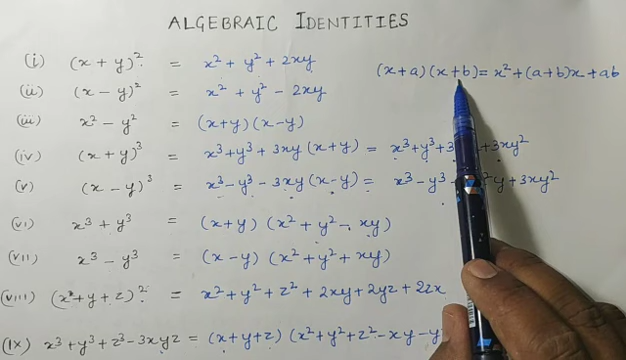 ALGEBRAIC IDENTITIES
(i) (x + y)² = x² + y² + 2xy
(x + a)(x + b) = x² + (a + b)x + ab
(ii) (x - y)² = x² + y² - 2xy
(iii) x² - y² = (x+y) (x-y)
(iv) (x + y)³ = x³ + y³ + 3xy (x + y) = x³ + y³ + 3 + 3xy²
(v) (x - y)³ = x³ - y³ - 3xy (x - y) = x³ - y³ - ²y + 3xy²
(vi) x³ + y³ = (x+y) (x² + y² - xy)
(vii) x³ - y³ = (x - y) (x² + y² + xy)
(viii) (x + y + z)² = x² + y² + z² + 2xy + 2yz + 2zx
(ix) x³ + y³ + z³ - 3xyz = (x + y + z) (x² + y² + z² - xy - y